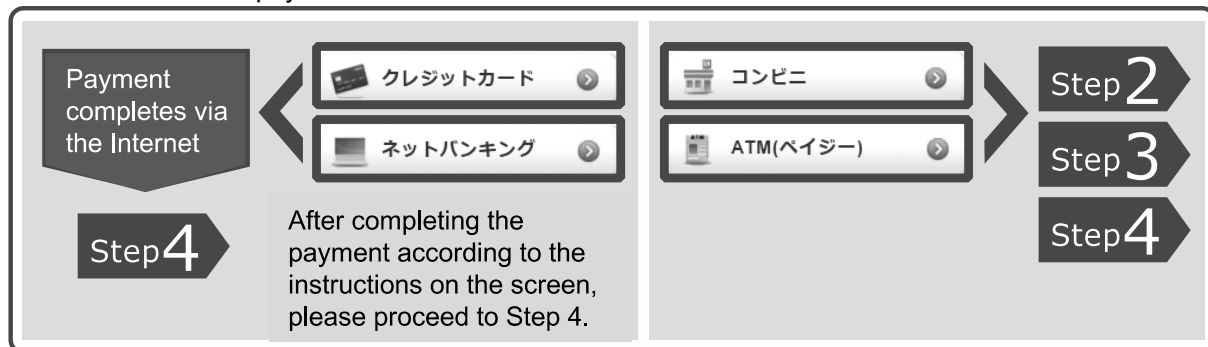 Payment
completes via
the Internet
クレジットカード
ネットバンキング
Step4
After completing the
payment according to the
instructions on the screen,
please proceed to Step 4.
コンビニ
ATM
ATM(ペイジー)
Step2
Step3
Step4